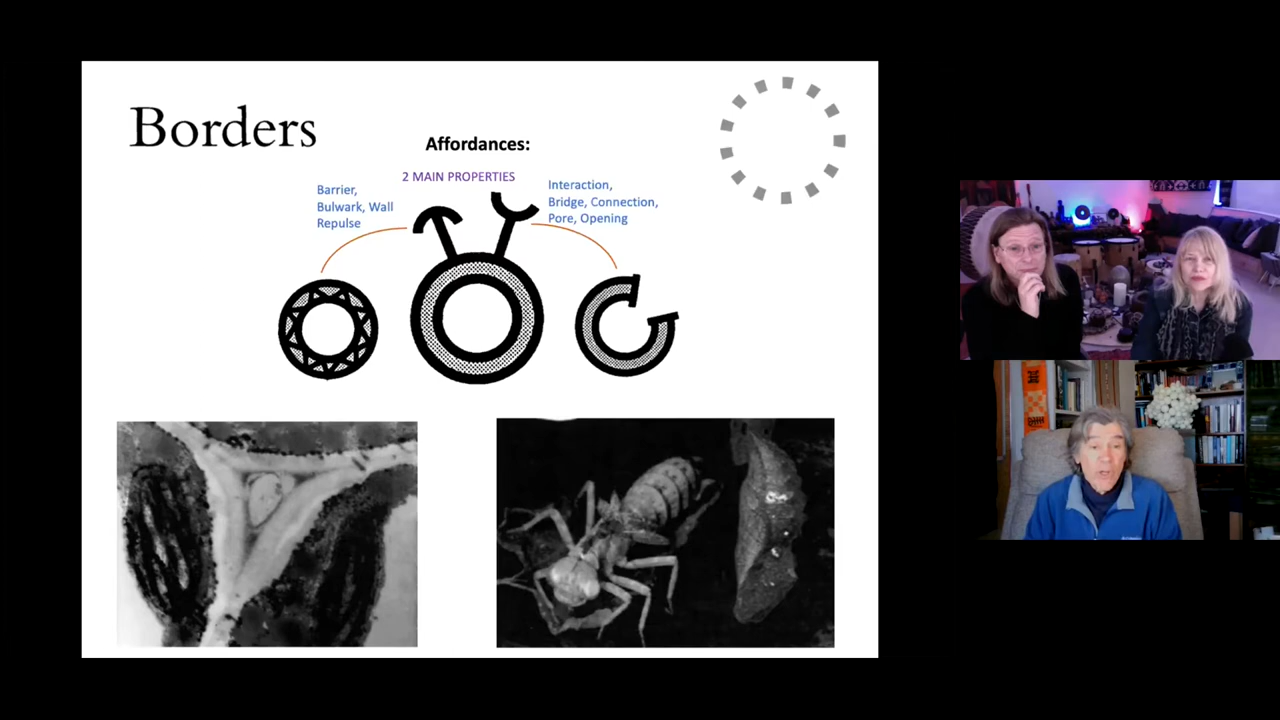 Borders
Affordances:
2 MAIN PROPERTIES
Barrier,
Bulwark, Wall
Repulse
Interaction,
Bridge, Connection,
Pore, Opening